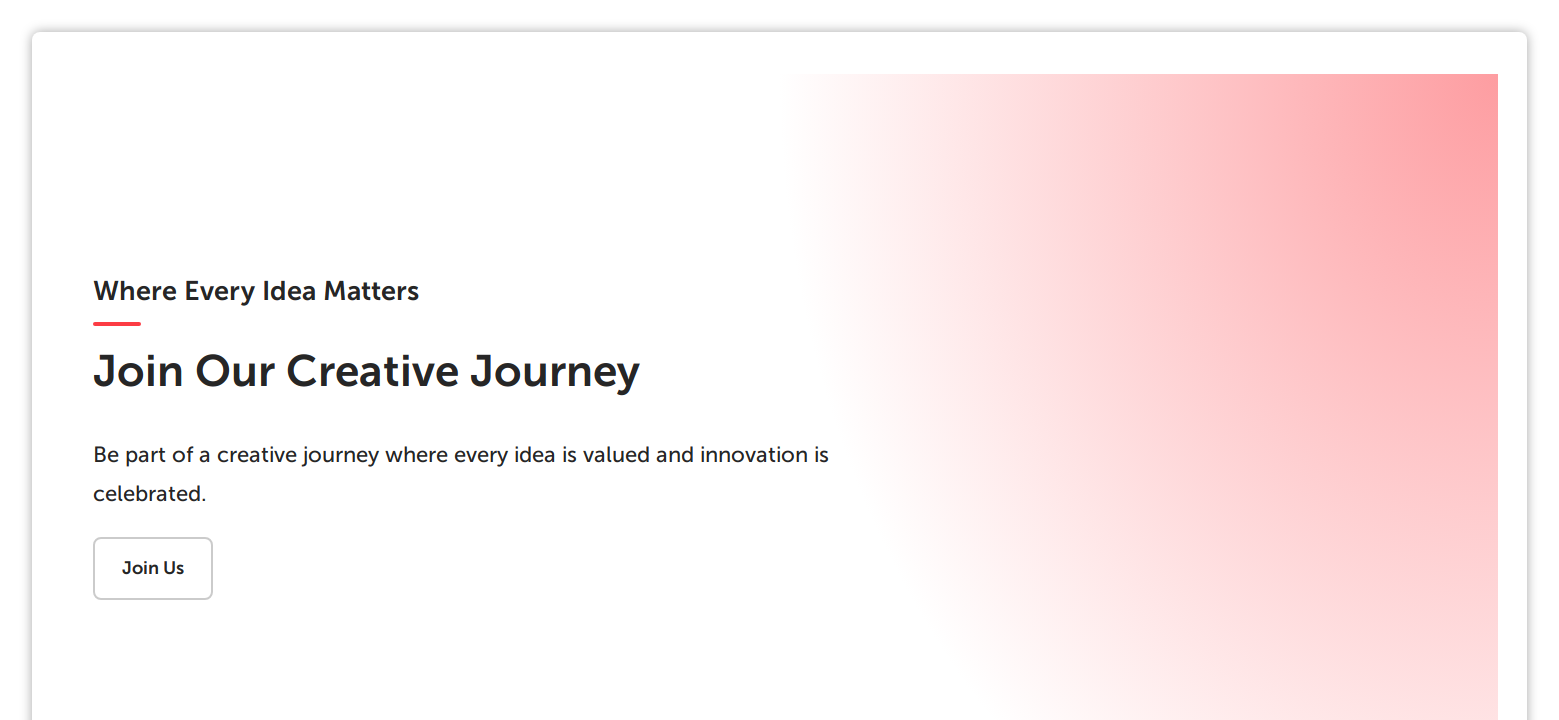 Where Every Idea Matters
Join Our Creative Journey
Be part of a creative journey where every idea is valued and innovation is
celebrated.
Join Us